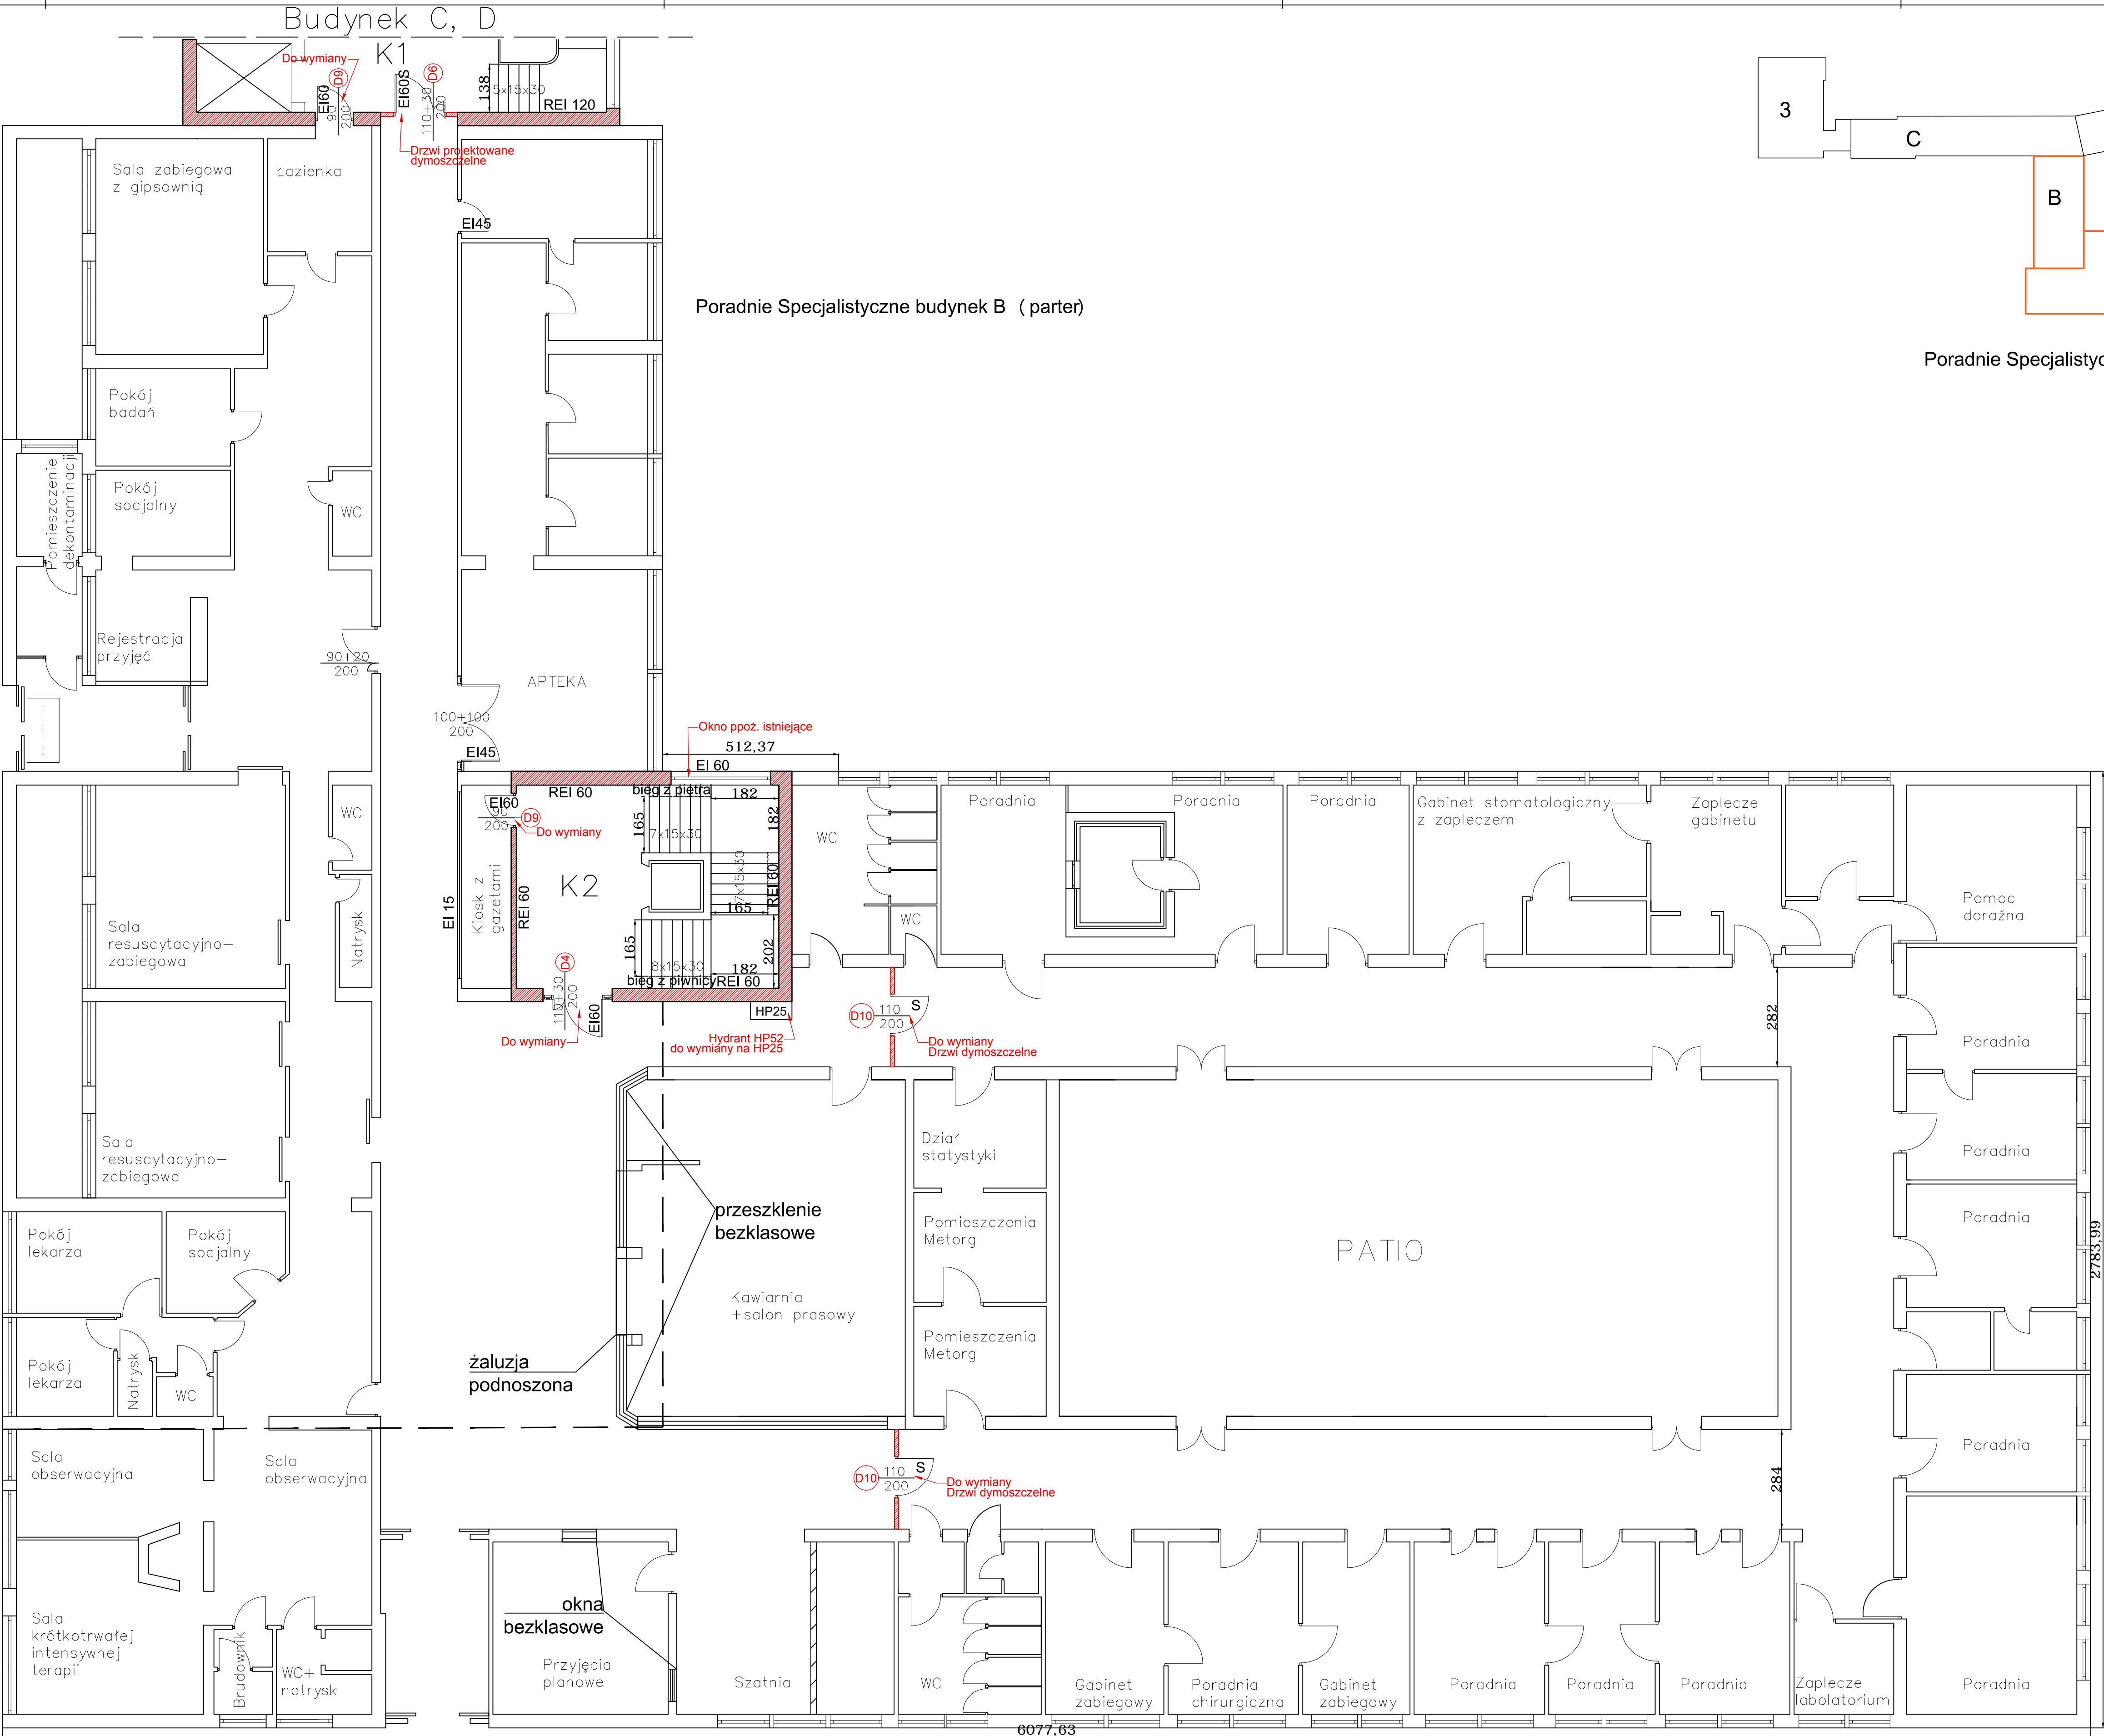 Budynek C, D
K1
Do wymiany
D9
EI60
90
200
EI60S
D6
110+30
200
138
5x15x30
REI 120
Drzwi projektowane
dymoszczelne
3
C
B
Poradnie Specjalistyc
Poradnie Specjalistyczne budynek B ( parter)
Sala zabiegowa
z gipsownią
Łazienka
EI45
Pokój
badań
Pomieszczenie
dekontaminacji
Pokój
socjalny
WC
Rejestracja
przyjęć
90+20
200
APTEKA
100+100
200
EI45
Okno ppoż. istniejące
512,37
EI 60
REI 60
bieg z piętra
182
EI60
90
200
D9
Do wymiany
165
7x15x30
182
K2
7x15x30
REI 60
165
REI 60
EI 15
Kiosk z
gazetami
165
8x15x30
202
182
bieg z piwnicy
REI 60
D4
110+30
200
EI60
Do wymiany
HP25
Hydrant HP52
do wymiany na HP25
WC
WC
Poradnia
Poradnia
Poradnia
Gabinet stomatologiczny
z zapleczem
Zaplecze
gabinetu
Pomoc
doraźna
WC
Natrysk
Sala
resuscytacyjno-
zabiegowa
D10
110
200
S
Do wymiany
Drzwi dymoszczelne
282
Poradnia
Sala
resuscytacyjno-
zabiegowa
Dział
statystyki
Poradnia
Pokój
lekarza
Pokój
socjalny
przeszklenie
bezklasowe
Pomieszczenia
Metorg
PATIO
Poradnia
2783,99
Kawiarnia
+salon prasowy
Pomieszczenia
Metorg
Pokój
lekarza
Natrysk
WC
żaluzja
podnoszona
Sala
obserwacyjna
Sala
obserwacyjna
D10
110
200
S
Do wymiany
Drzwi dymoszczelne
284
Poradnia
Sala
krótkotrwałej
intensywnej
terapii
Brudownik
WC+
natrysk
okna
bezklasowe
Przyjęcia
planowe
Szatnia
WC
Gabinet
zabiegowy
Poradnia
chirurgiczna
Gabinet
zabiegowy
Poradnia
Poradnia
Poradnia
Zaplecze
labolatorium
Poradnia
6077,63